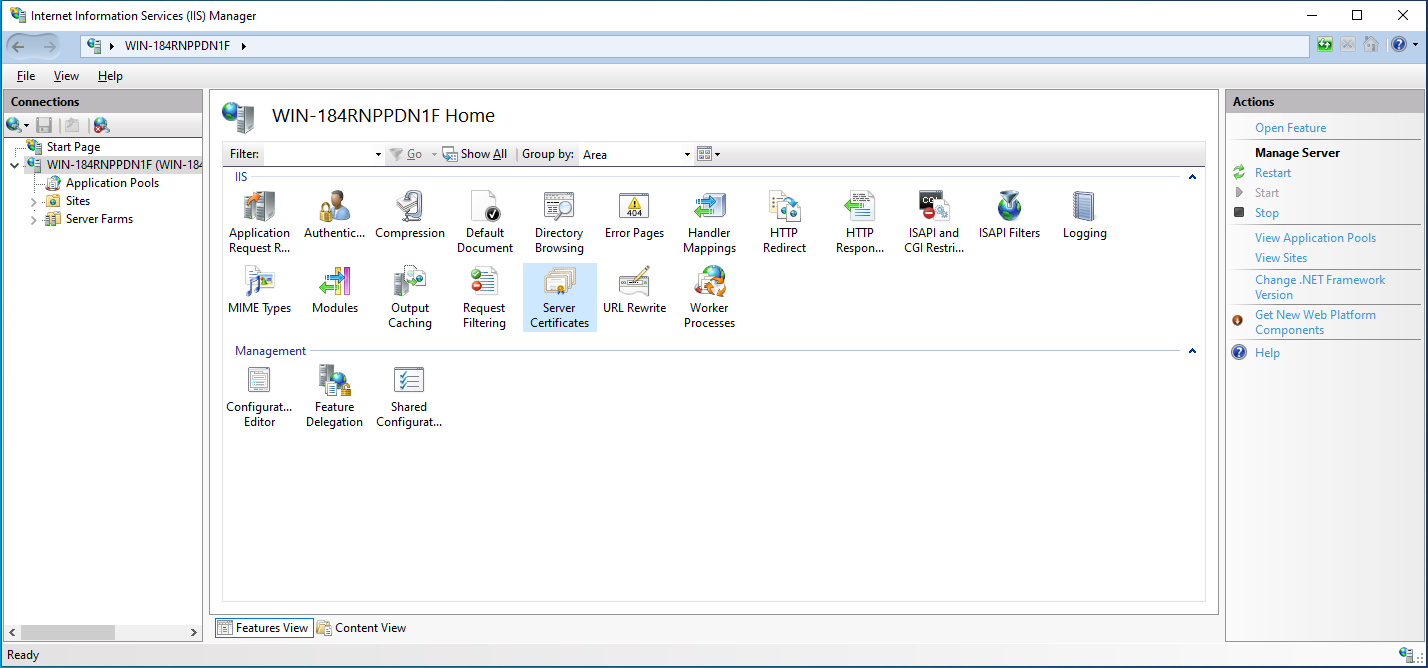 Internet Information Services (IIS) Manager
WIN-184RNPPDN1F
File View Help
Connections
Start Page
WIN-184RNPPDN1F (WIN-184
Application Pools
Sites
Server Farms
WIN-184RNPPDN1F Home
Filter: Go Show All Group by: Area
IIS
Application Request R...
Authentic...
Compression
Default Document
Directory Browsing
Error Pages
404
Handler Mappings
HTTP Redirect
HTTP Respon...
CGI
ISAPI and CGI Restri...
ISAPI Filters
Logging
MIME Types
Modules
Output Caching
Request Filtering
Server Certificates
URL Rewrite
Worker Processes
Management
Configurat... Editor
Feature Delegation
Shared Configurat...
Features View Content View
Actions
Open Feature
Manage Server
Restart
Start
Stop
View Application Pools
View Sites
Change .NET Framework
Version
Get New Web Platform
Components
Help
Ready